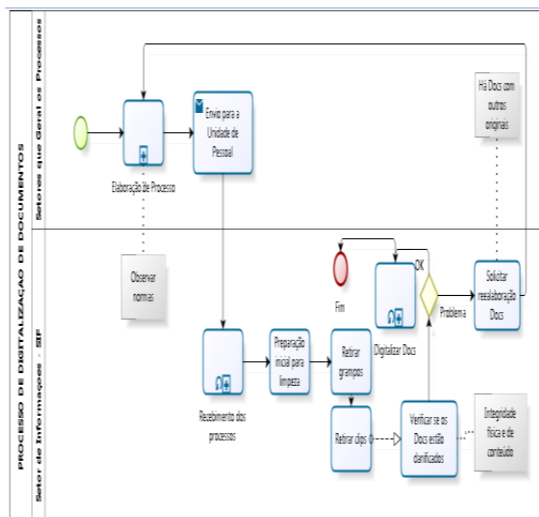 PROCESSO DE DIGITALIZAÇÃO DE DOCUMENTOS
Setores que Geral os Processos
Elaboração de Processo
Envio para a
Unidade de
Pessoal
Há Docs com
outros
originais
Setor de Informaçoes - SIF
Observar
normas
Recebimento dos
processos
Preparação
inicial para
limpeza
Retirar
grampos
Retirar clips
Verificar se os
Docs estão
danificados
Integridade
física e de
conteúdo
OK
Problema
Solicitar
reealaboração
Docs
Digitalizar Docs
Fim